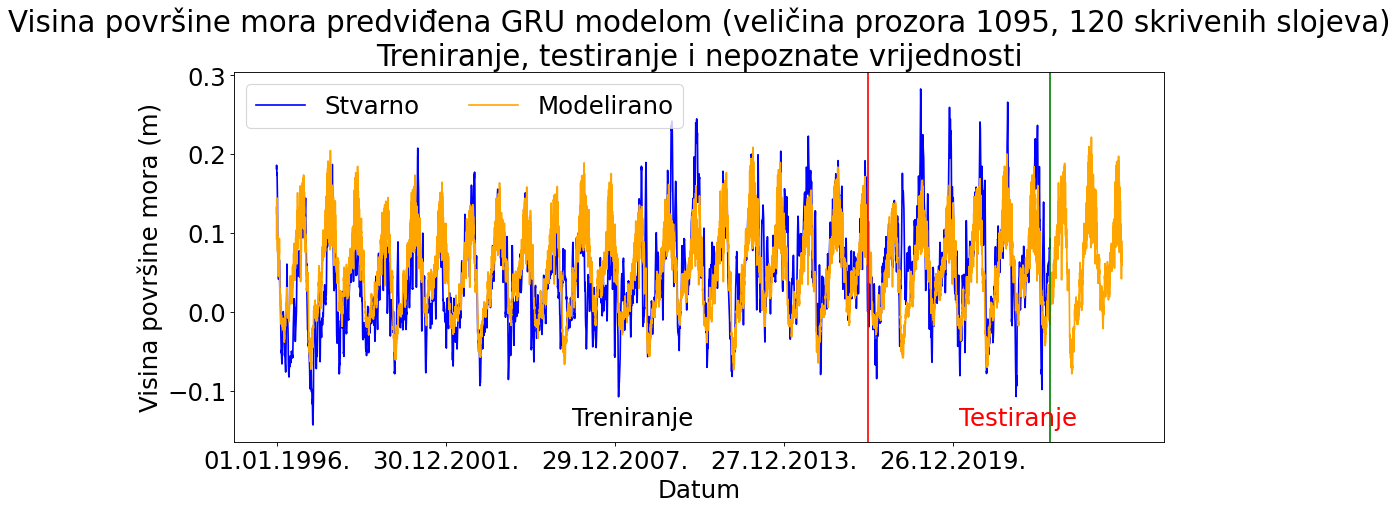 Visina površine mora predviđena GRU modelom (veličina prozora 1095, 120 skrivenih slojeva)
Treniranje, testiranje i nepoznate vrijednosti
Stvarno
Modelirano
Visina površine mora (m)
0.3
0.2
0.1
0.0
−0.1
Treniranje
Testiranje
01.01.1996.
30.12.2001.
29.12.2007.
27.12.2013.
26.12.2019.
Datum